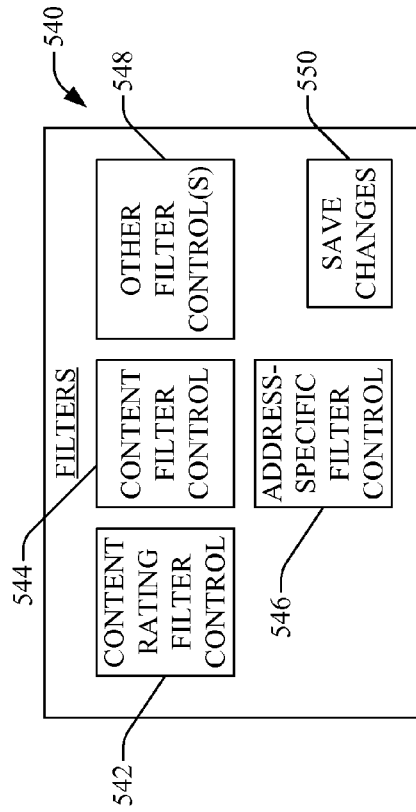 540
FILTERS
544
542
CONTENT
RATING
FILTER
CONTROL
CONTENT
FILTER
CONTROL
OTHER
FILTER
CONTROL(S)
548
546
ADDRESS-
SPECIFIC
FILTER
CONTROL
SAVE
CHANGES
550